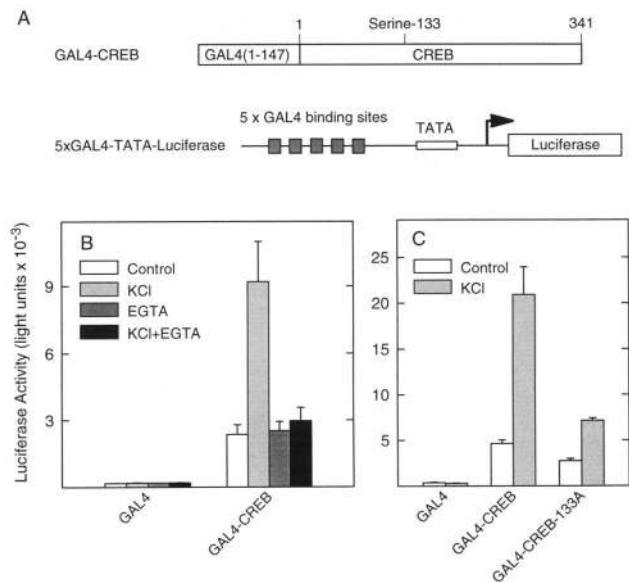 A
1 Serine-133 341
GAL4-CREB
GAL4(1-147) CREB
5 x GAL4 binding sites
TATA
5xGAL4-TATA-Luciferase
Luciferase
Luciferase Activity (light units x 10⁻³)
B
Control
KCl
EGTA
KCl+EGTA
9
6
3
GAL4
GAL4-CREB
C
Control
KCl
25
20
15
10
5
GAL4
GAL4-CREB
GAL4-CREB-133A